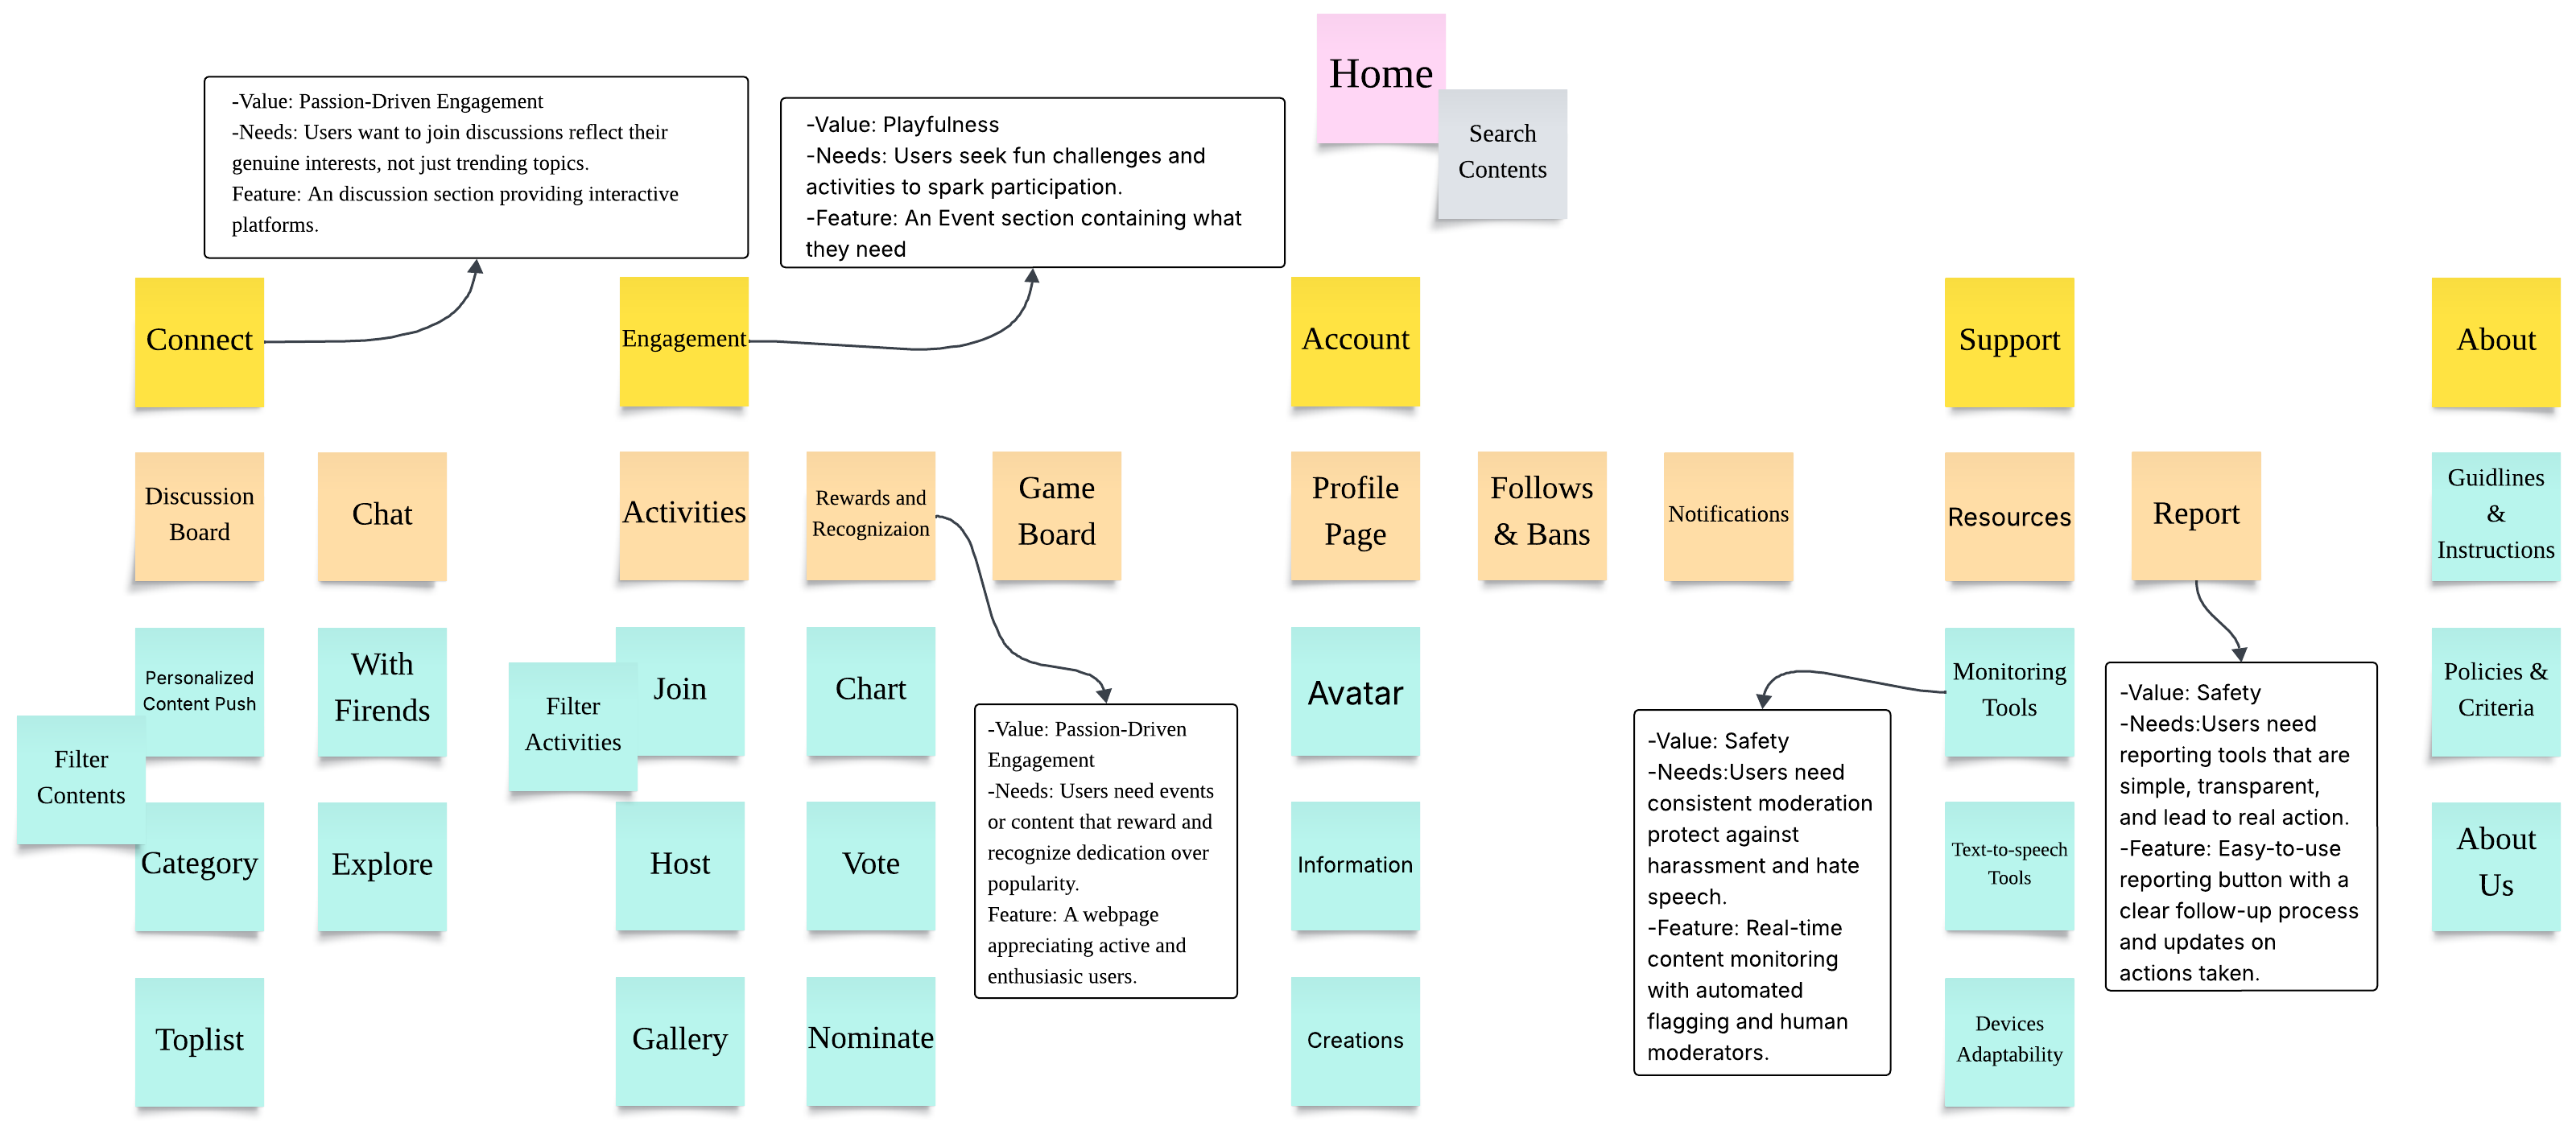 Home
Search
Contents
-Value: Passion-Driven Engagement
-Needs: Users want to join discussions reflect their
genuine interests, not just trending topics.
Feature: An discussion section providing interactive
platforms.
-Value: Playfulness
-Needs: Users seek fun challenges and
activities to spark participation.
-Feature: An Event section containing what
they need
Connect
Engagement
Account
Support
About
Discussion
Board
Chat
Activities
Rewards and
Recognizaion
Game
Board
Profile
Page
Follows
& Bans
Notifications
Resources
Report
Guidlines
&
Instructions
Personalized
Content Push
With
Firends
Filter
Activities
Join
Chart
Avatar
Monitoring
Tools
Policies &
Criteria
Filter
Contents
Category
Explore
Host
Vote
-Value: Passion-Driven
Engagement
-Needs: Users need events
or content that reward and
recognize dedication over
popularity.
Feature: A webpage
appreciating active and
enthusiasic users.
Information
-Value: Safety
-Needs:Users need
consistent moderation
protect against
harassment and hate
speech.
-Feature: Real-time
content monitoring
with automated
flagging and human
moderators.
Text-to-speech
Tools
-Value: Safety
-Needs:Users need
reporting tools that are
simple, transparent,
and lead to real action.
-Feature: Easy-to-use
reporting button with a
clear follow-up process
and updates on
actions taken.
About
Us
Toplist
Gallery
Nominate
Creations
Devices
Adaptability